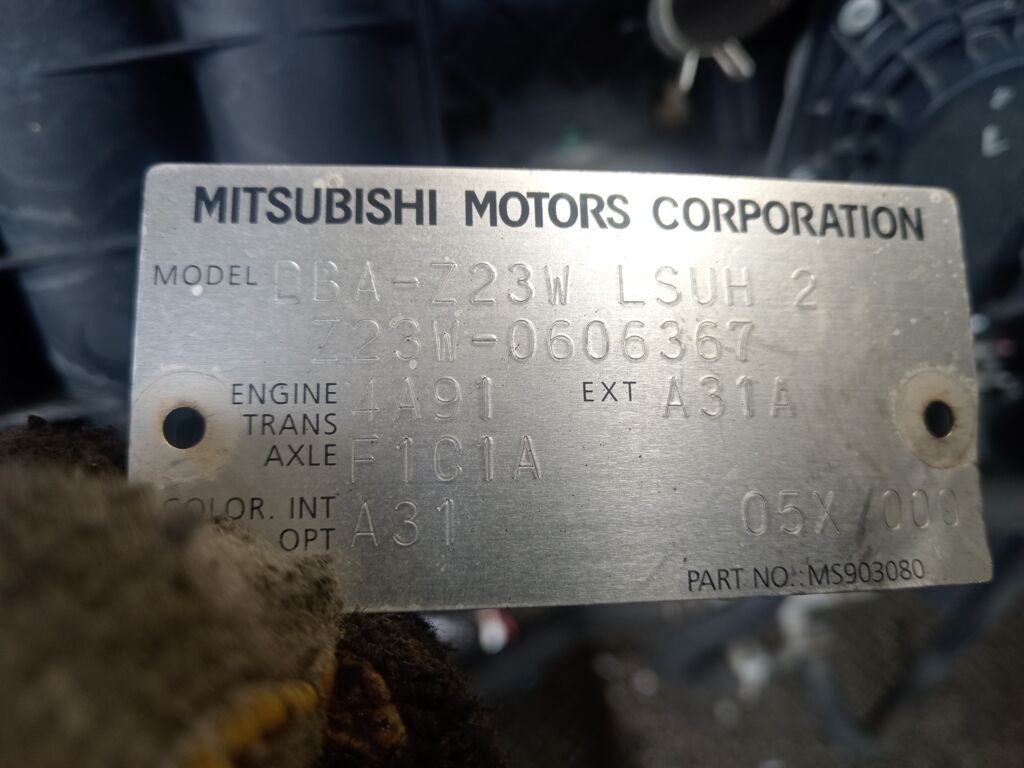 MITSUBISHI MOTORS CORPORATION
MODEL DBA-Z23W LSUH 2
Z23W-0606367
ENGINE 4A91 EXT A31A
TRANS
AXLE F1C1A
COLOR. INT
OPT A31 05X/000
PART NO.: MS903080